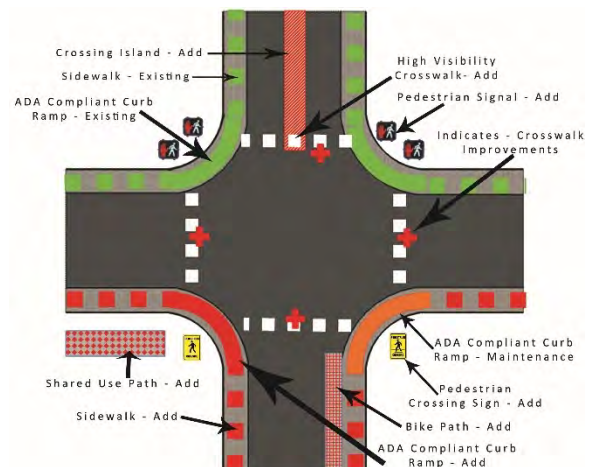 Crossing Island - Add
Sidewalk - Existing
ADA Compliant Curb
Ramp - Existing
High Visibility
Crosswalk- Add
Pedestrian Signal - Add
Indicates - Crosswalk
Improvements
ADA Compliant Curb
Ramp - Maintenance
Shared Use Path - Add
Pedestrian
Crossing Sign - Add
Sidewalk - Add
Bike Path - Add
ADA Compliant Curb
Ramp - Add